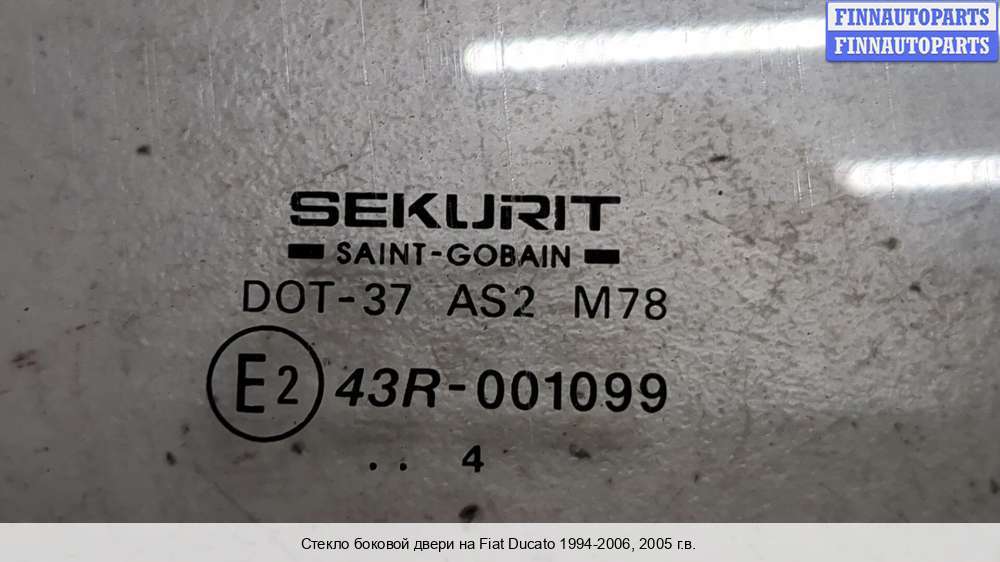 FINNAUTOPARTS
FINNAUTOPARTS
SEKURIT
SAINT-GOBAIN
DOT-37 AS2 M78
E2 43R-001099
. . 4
Стекло боковой двери на Fiat Ducato 1994-2006, 2005 г.в.